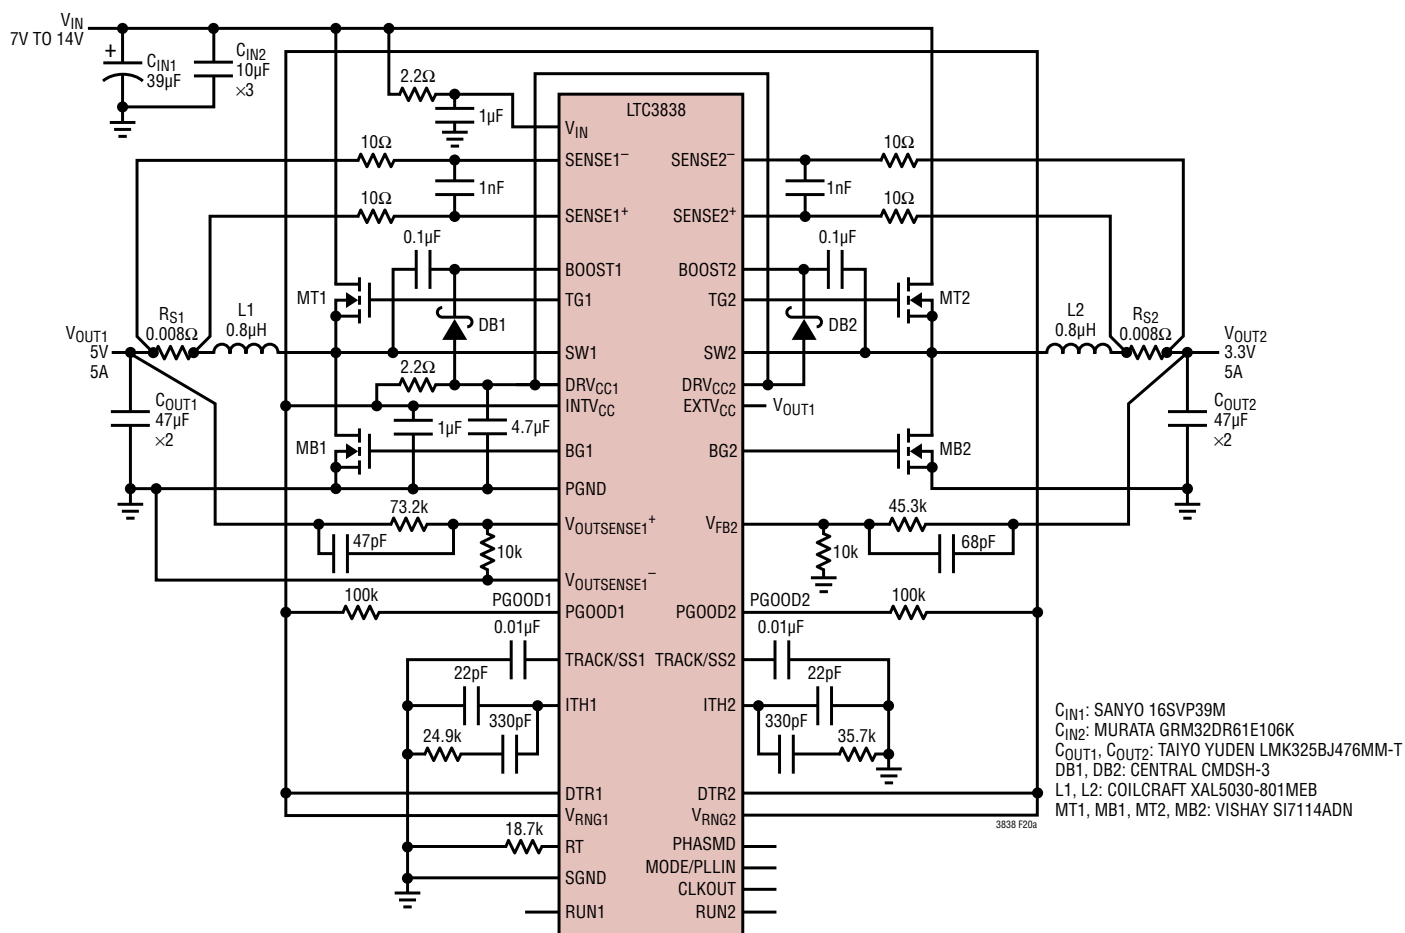 VIN
7V TO 14V
+
CIN1
39µF
CIN2
10µF
×3
2.2Ω
1µF
LTC3838
VIN
10Ω
SENSE1–
SENSE2–
10Ω
1nF
1nF
10Ω
SENSE1+
SENSE2+
10Ω
0.1µF
0.1µF
BOOST1
BOOST2
MT1
TG1
TG2
MT2
DB1
DB2
VOUT1
5V
5A
RS1
0.008Ω
L1
0.8µH
SW1
SW2
L2
0.8µH
RS2
0.008Ω
VOUT2
3.3V
5A
2.2Ω
DRVCC1
DRVCC2
INTVCC
EXTVCC
VOUT1
COUT1
47µF
×2
1µF
4.7µF
COUT2
47µF
×2
MB1
BG1
BG2
MB2
PGND
73.2k
VOUTSENSE1+
VFB2
45.3k
47pF
10k
10k
68pF
VOUTSENSE1–
100k
PGOOD1
PGOOD1
PGOOD2
PGOOD2
100k
0.01µF
0.01µF
TRACK/SS1
TRACK/SS2
22pF
22pF
ITH1
ITH2
330pF
330pF
24.9k
35.7k
DTR1
DTR2
VRNG1
VRNG2
18.7k
RT
PHASMD
MODE/PLLIN
SGND
CLKOUT
RUN1
RUN2
3838 F20a
CIN1: SANYO 16SVP39M
CIN2: MURATA GRM32DR61E106K
COUT1, COUT2: TAIYO YUDEN LMK325BJ476MM-T
DB1, DB2: CENTRAL CMDSH-3
L1, L2: COILCRAFT XAL5030-801MEB
MT1, MB1, MT2, MB2: VISHAY SI7114ADN